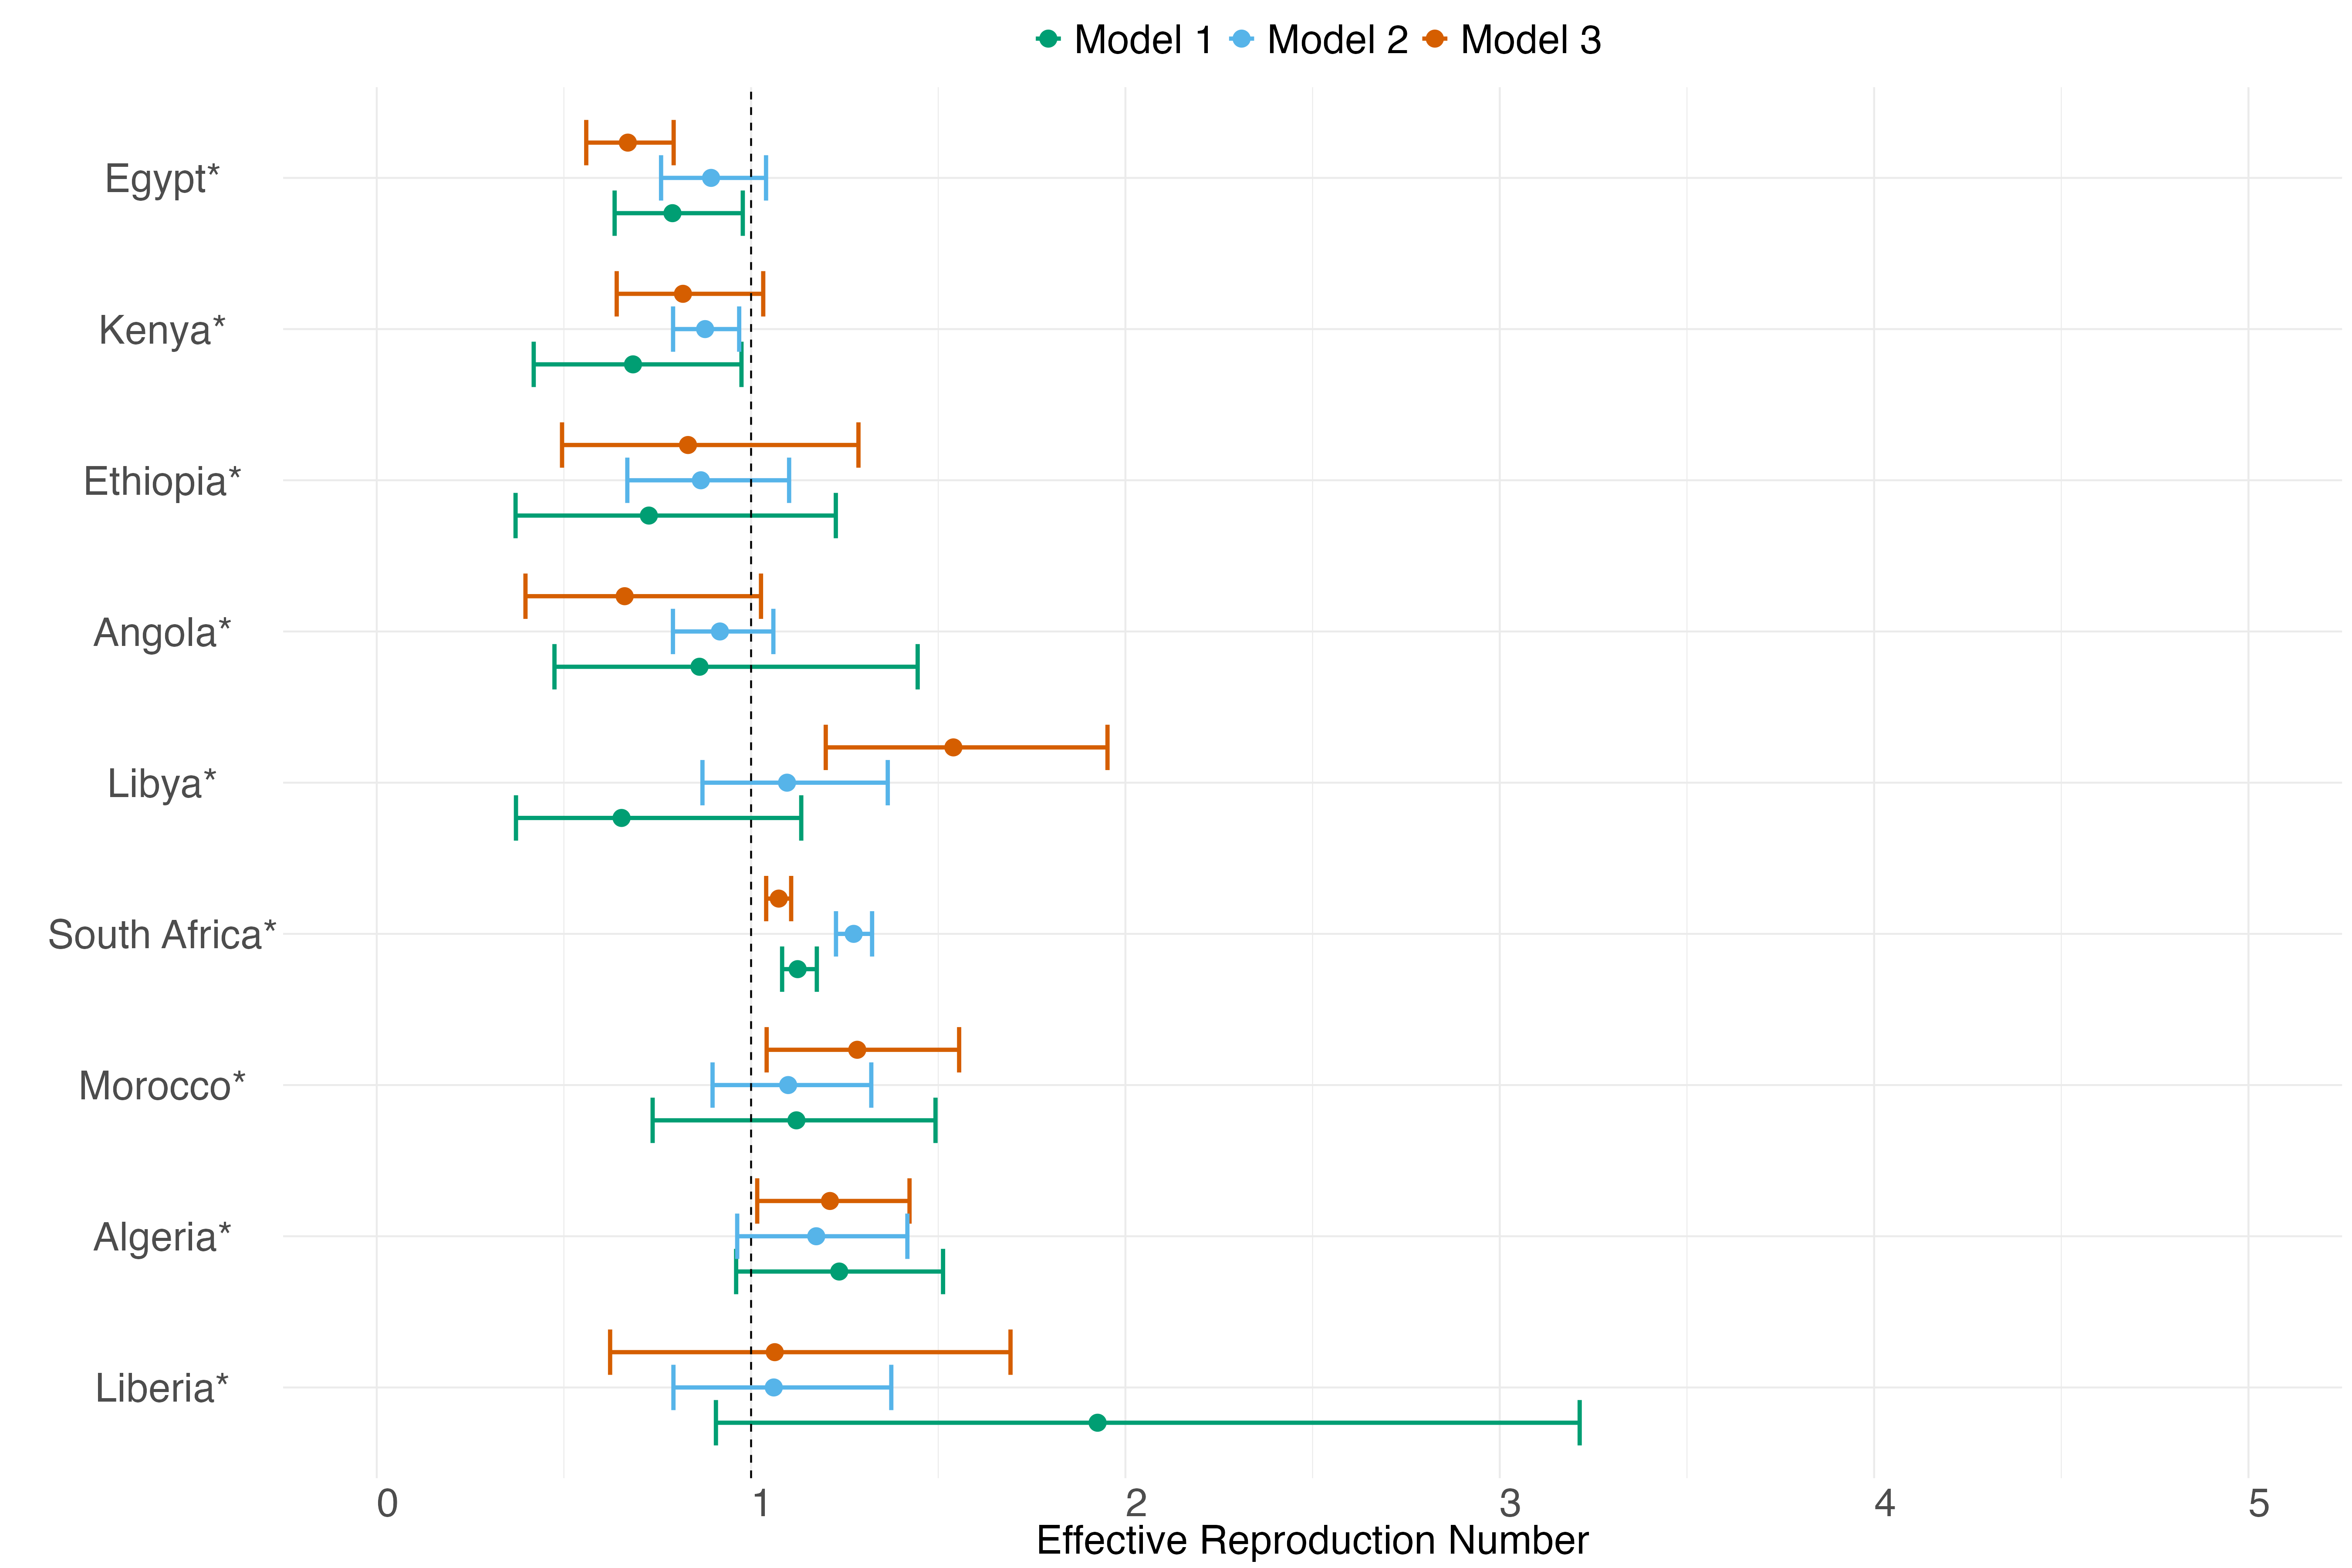 Model 1 Model 2 Model 3
Egypt*
Kenya*
Ethiopia*
Angola*
Libya*
South Africa*
Morocco*
Algeria*
Liberia*
0 1 2 3 4 5
Effective Reproduction Number